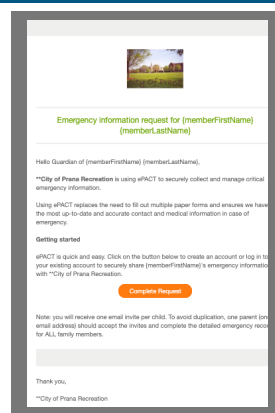 Emergency information request for {memberFirstName}
{memberLastName}
Hello Guardian of {memberFirstName} {memberLastName},
**City of Prana Recreation is using ePACT to securely collect and manage critical
emergency information.
Using ePACT replaces the need to fill out multiple paper forms and ensures we have
the most up-to-date and accurate contact and medical information in case of
emergency.
Getting started
ePACT is quick and easy. Click on the button below to create an account or log in to
your existing account to securely share {memberFirstName}'s emergency informatio
with **City of Prana Recreation.
Complete Request
Note: you will receive one email invite per child. To avoid duplication, one parent (one
email address) should accept the invites and complete the detailed emergency reco
for ALL family members.
Thank you,
**City of Prana Recreation